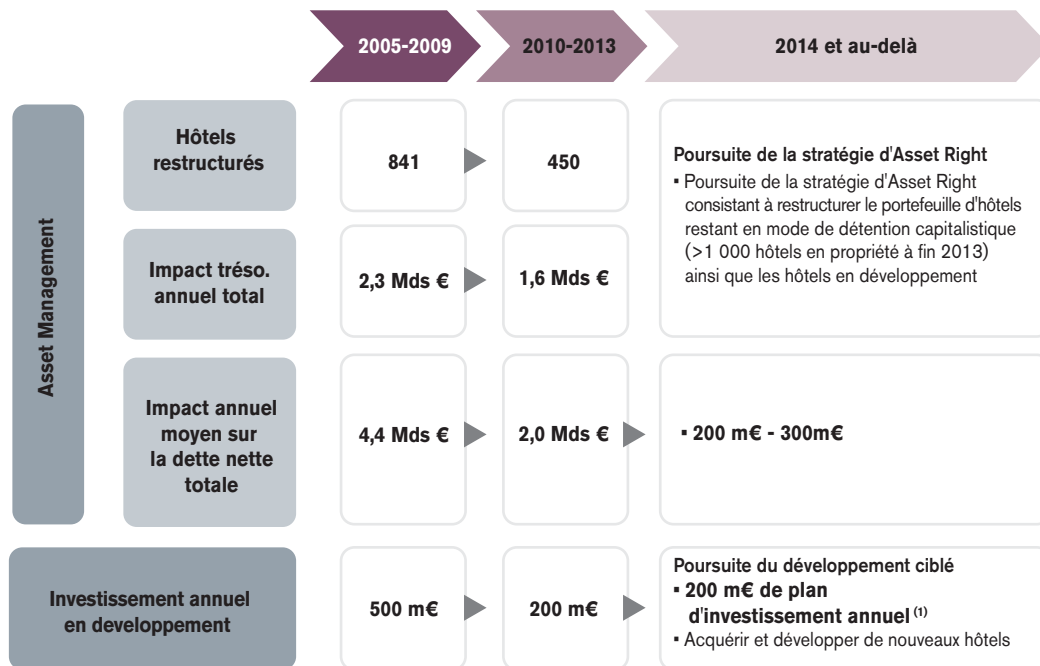 2005-2009
2010-2013
2014 et au-delà
Asset Management
Hôtels
restructurés
841
450
Poursuite de la stratégie d'Asset Right
▪ Poursuite de la stratégie d'Asset Right
consistant à restructurer le portefeuille d'hôtels
restant en mode de détention capitalistique
(>1 000 hôtels en propriété à fin 2013)
ainsi que les hôtels en développement
Impact tréso.
annuel total
2,3 Mds €
1,6 Mds €
Impact annuel
moyen sur
la dette nette
totale
4,4 Mds €
2,0 Mds €
▪ 200 m€ - 300m€
Investissement annuel
en developpement
500 m€
200 m€
Poursuite du développement ciblé
▪ 200 m€ de plan
d'investissement annuel (1)
▪ Acquérir et développer de nouveaux hôtels